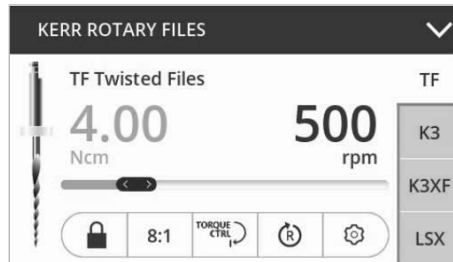 KERR ROTARY FILES
TF Twisted Files
TF
4.00
500
Ncm
rpm
K3
K3XF
8:1
TORQUE
CTRL
R
LSX